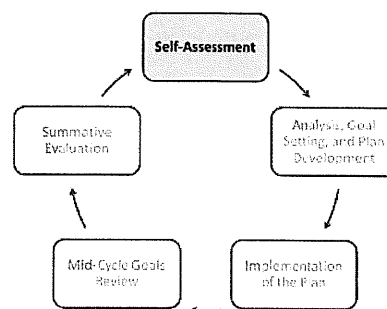 Self-Assessment
Analysis, Goal
Setting, and Plan
Development
Implementation
of the Plan
Mid-Cycle Goals
Review
Summative
Evaluation